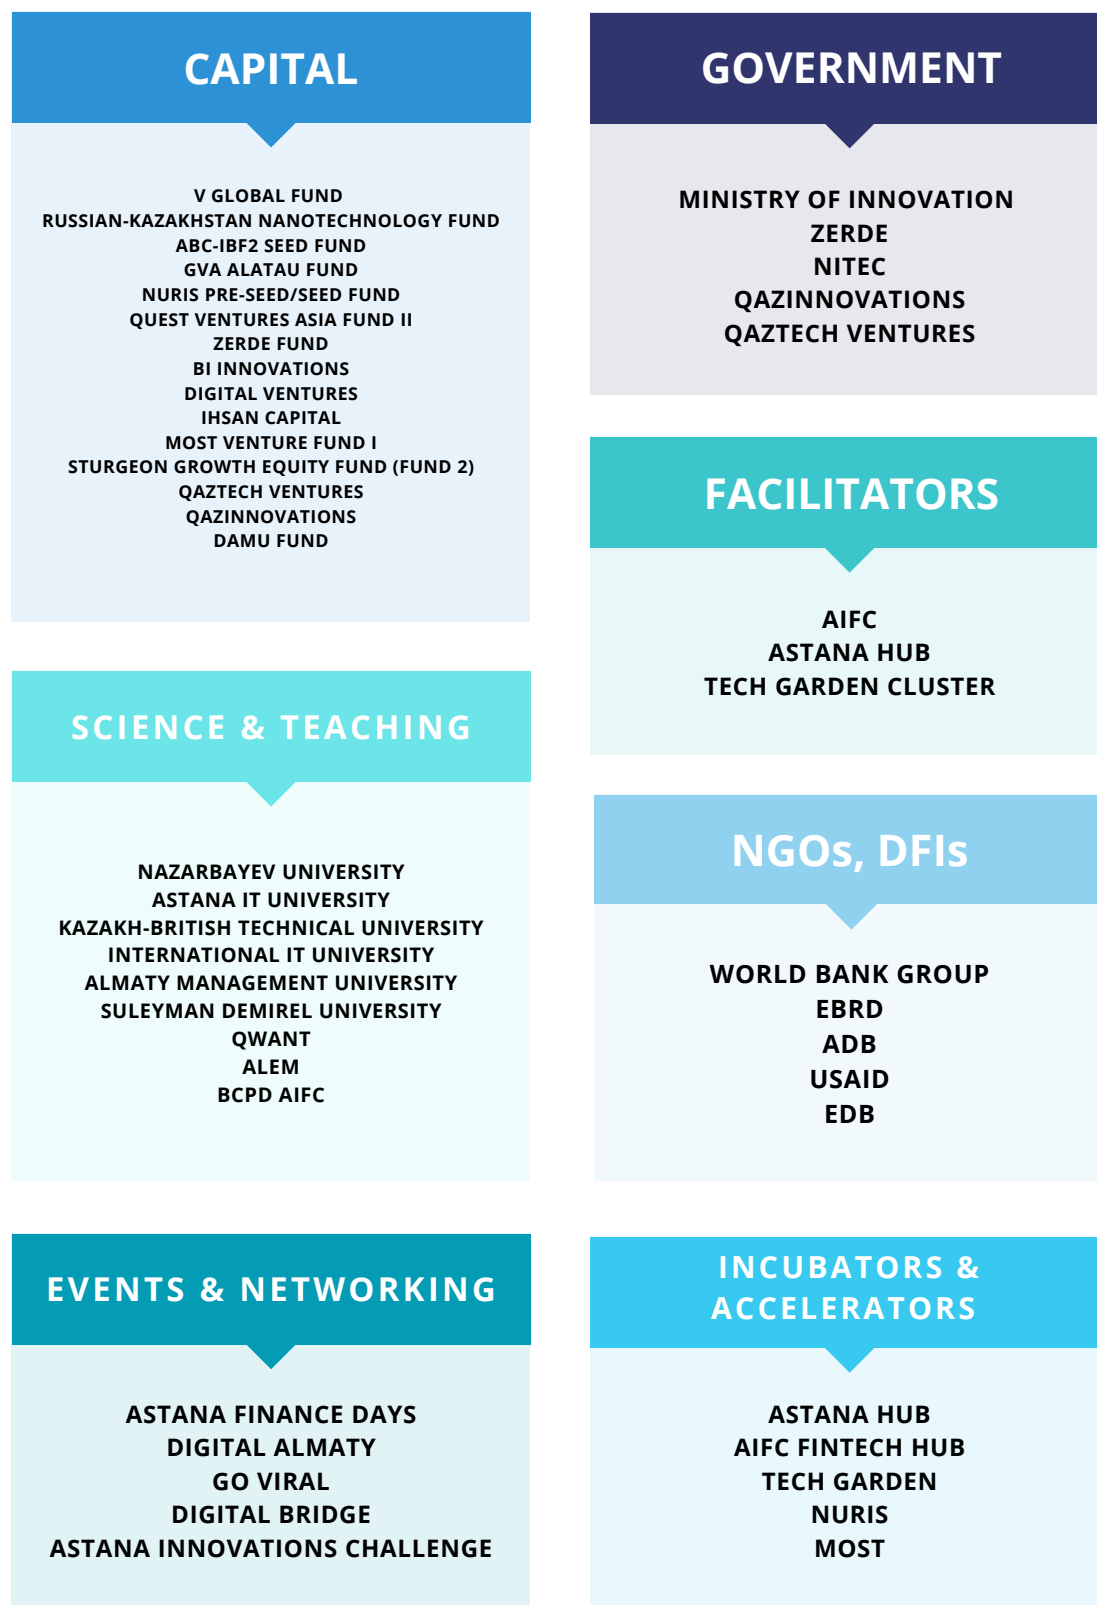 CAPITAL
V GLOBAL FUND
RUSSIAN-KAZAKHSTAN NANOTECHNOLOGY FUND
ABC-IBF2 SEED FUND
GVA ALATAU FUND
NURIS PRE-SEED/SEED FUND
QUEST VENTURES ASIA FUND II
ZERDE FUND
BI INNOVATIONS
DIGITAL VENTURES
IHSAN CAPITAL
MOST VENTURE FUND I
STURGEON GROWTH EQUITY FUND (FUND 2)
QAZTECH VENTURES
QAZINNOVATIONS
DAMU FUND
GOVERNMENT
MINISTRY OF INNOVATION
ZERDE
NITEC
QAZINNOVATIONS
QAZTECH VENTURES
FACILITATORS
AIFC
ASTANA HUB
TECH GARDEN CLUSTER
SCIENCE & TEACHING
NAZARBAYEV UNIVERSITY
ASTANA IT UNIVERSITY
KAZAKH-BRITISH TECHNICAL UNIVERSITY
INTERNATIONAL IT UNIVERSITY
ALMATY MANAGEMENT UNIVERSITY
SULEYMAN DEMIREL UNIVERSITY
QWANT
ALEM
BCPD AIFC
NGOs, DFIs
WORLD BANK GROUP
EBRD
ADB
USAID
EDB
EVENTS & NETWORKING
ASTANA FINANCE DAYS
DIGITAL ALMATY
GO VIRAL
DIGITAL BRIDGE
ASTANA INNOVATIONS CHALLENGE
INCUBATORS &
ACCELERATORS
ASTANA HUB
AIFC FINTECH HUB
TECH GARDEN
NURIS
MOST